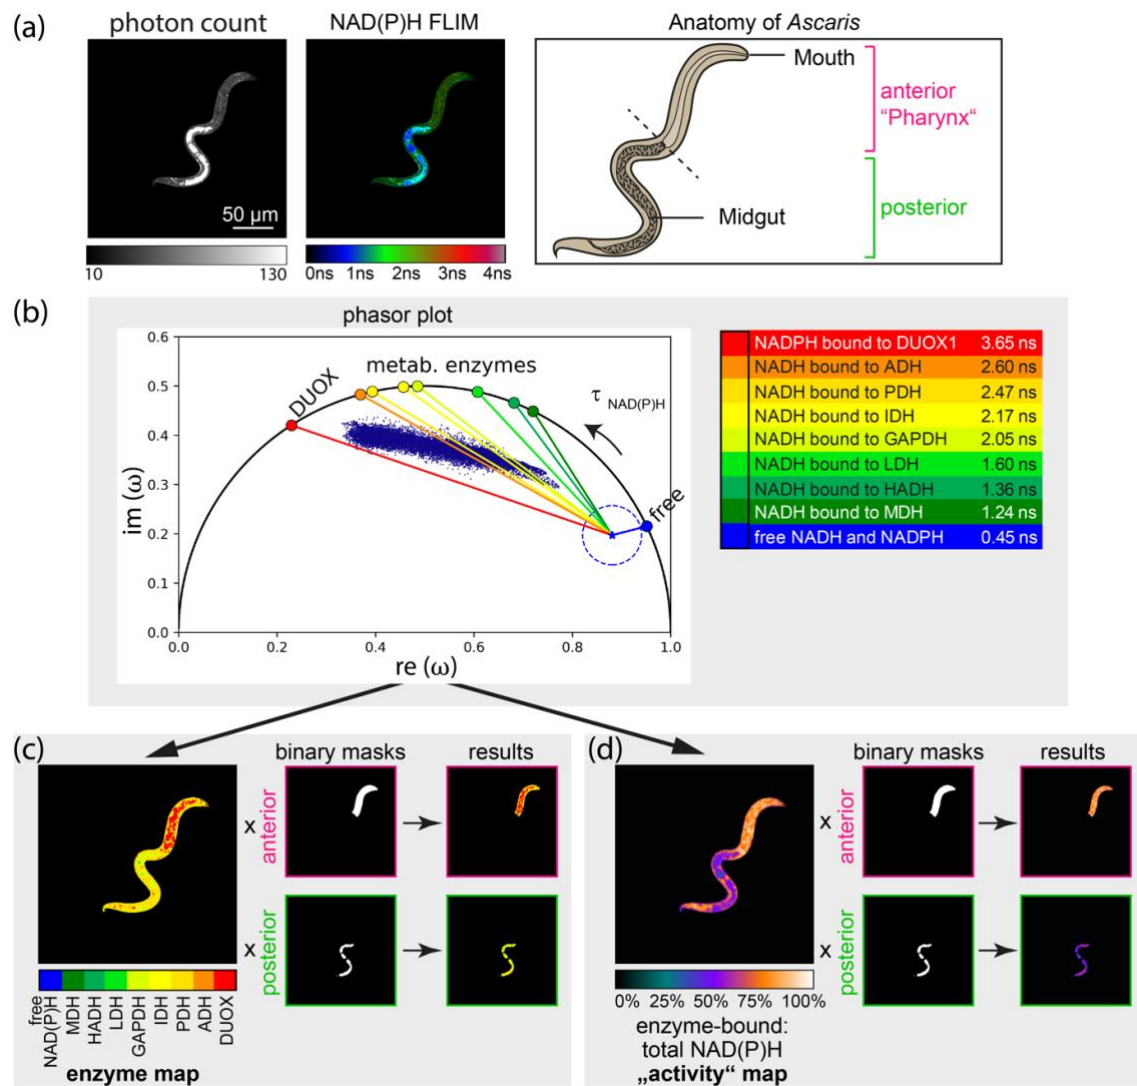 (a)
photon count
NAD(P)H FLIM
Anatomy of Ascaris
Mouth
anterior
"Pharynx"
Midgut
posterior
50 µm
10 130
0ns 1ns 2ns 3ns 4ns
(b)
phasor plot
metab. enzymes
DUOX
τ NAD(P)H
free
im (ω)
0.6
0.5
0.4
0.3
0.2
0.1
0.0
0.0 0.2 0.4 0.6 0.8 1.0
re (ω)
NADPH bound to DUOX1 3.65 ns
NADH bound to ADH 2.60 ns
NADH bound to PDH 2.47 ns
NADH bound to IDH 2.17 ns
NADH bound to GAPDH 2.05 ns
NADH bound to LDH 1.60 ns
NADH bound to HADH 1.36 ns
NADH bound to MDH 1.24 ns
free NADH and NADPH 0.45 ns
(c)
binary masks
results
x
anterior
x
posterior
free
NAD(P)H
MDH
HADH
LDH
GAPDH
IDH
PDH
ADH
DUOX
enzyme map
(d)
binary masks
results
x
anterior
x
posterior
0% 25% 50% 75% 100%
enzyme-bound:
total NAD(P)H
„activity“ map